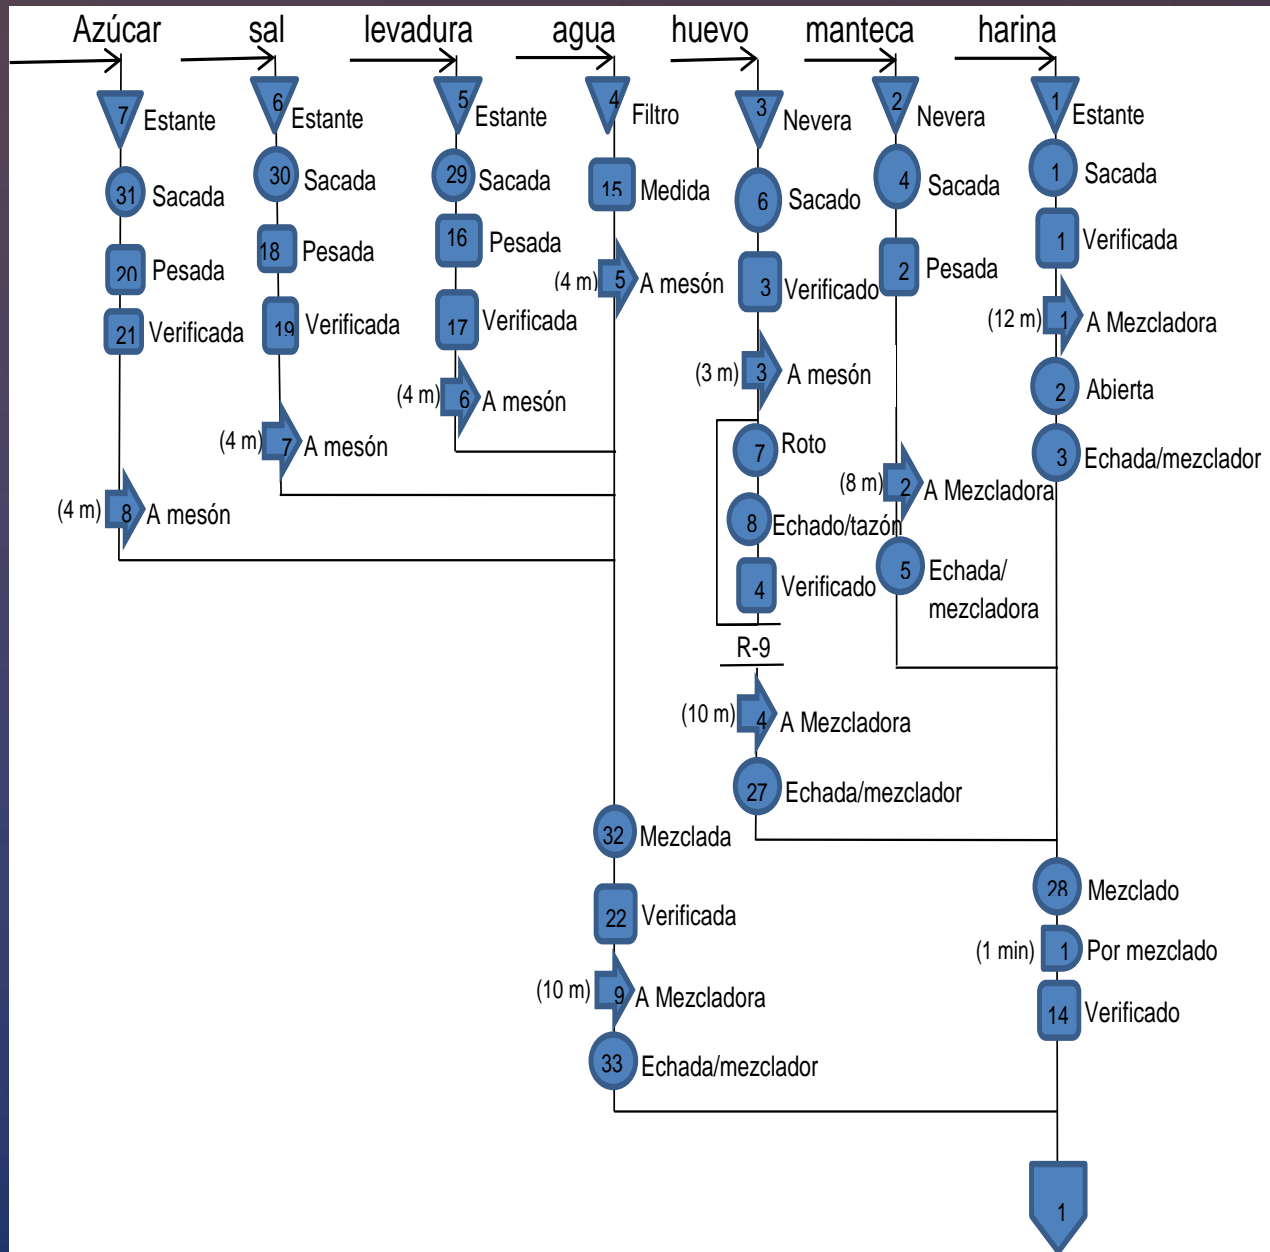 Azúcar
sal
levadura
agua
huevo
manteca
harina
7 Estante
6 Estante
5 Estante
4 Filtro
3 Nevera
2 Nevera
1 Estante
31 Sacada
30 Sacada
29 Sacada
15 Medida
6 Sacado
4 Sacada
1 Sacada
20 Pesada
18 Pesada
16 Pesada
(4 m) 5 A mesón
3 Verificado
2 Pesada
1 Verificada
21 Verificada
19 Verificada
17 Verificada
(3 m) 3 A mesón
(12 m) 1 A Mezcladora
(4 m) 8 A mesón
(4 m) 7 A mesón
(4 m) 6 A mesón
7 Roto
(8 m) 2 A Mezcladora
2 Abierta
8 Echado/tazón
5 Echada/
mezcladora
3 Echada/mezclador
4 Verificado
R-9
(10 m) 4 A Mezcladora
27 Echada/mezclador
32 Mezclada
28 Mezclado
22 Verificada
(1 min) 1 Por mezclado
(10 m) 9 A Mezcladora
14 Verificado
33 Echada/mezclador
1